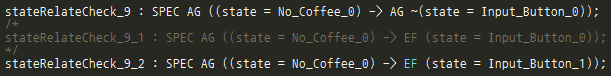 stateRelateCheck_9 : SPEC AG ((state = No_Coffee_0) -> AG ~(state = Input_Button_0));
/*
stateRelateCheck_9_1 : SPEC AG ((state = No_Coffee_0) -> EF (state = Input_Button_0));
*/
stateRelateCheck_9_2 : SPEC AG ((state = No_Coffee_0) -> EF (state = Input_Button_1));